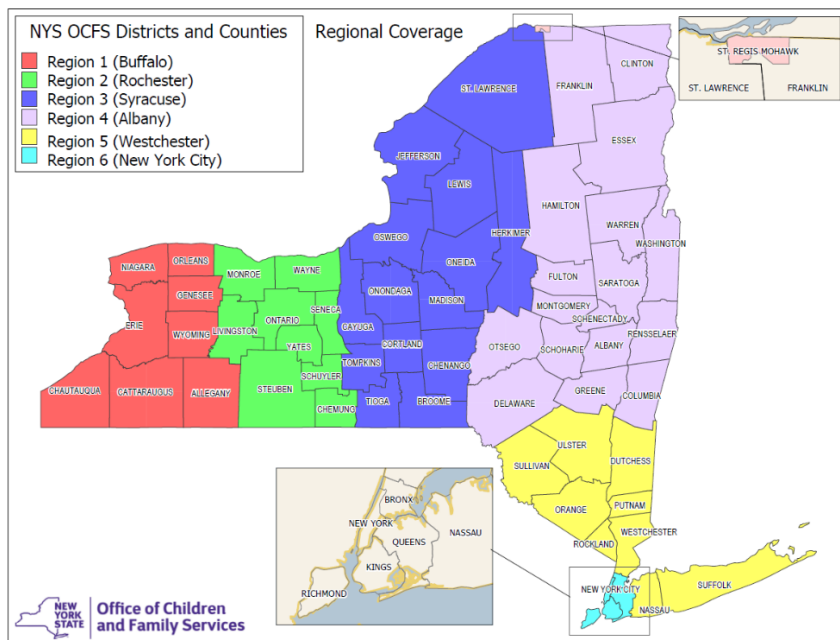 NYS OCFS Districts and Counties Regional Coverage
Region 1 (Buffalo)
Region 2 (Rochester)
Region 3 (Syracuse)
Region 4 (Albany)
Region 5 (Westchester)
Region 6 (New York City)
ST. REGIS MOHAWK
ST. LAWRENCE FRANKLIN
CLINTON
FRANKLIN
ST. LAWRENCE
ESSEX
JEFFERSON
LEWIS
HAMILTON
WARREN
HERKIMER
WASHINGTON
OSWEGO
ONEIDA
NIAGARA
ORLEANS
MONROE
WAYNE
FULTON
SARATOGA
GENESEE
ONONDAGA
MADISON
MONTGOMERY
SENECA
SCHENECTADY
ERIE
ONTARIO
LIVINGSTON
CAYUGA
WYOMING
RENSSELAER
YATES
CORTLAND
OTSEGO
SCHOHARIE
ALBANY
TOMPKINS
CHENANGO
SCHUYLER
CHAUTAUQUA
CATTARAUGUS
ALLEGANY
STEUBEN
GREENE
COLUMBIA
TIOGA
BROOME
DELAWARE
CHEMUNG
ULSTER
SULLIVAN
DUTCHESS
PUTNAM
ORANGE
WESTCHESTER
ROCKLAND
NEW YORK CITY
SUFFOLK
NASSAU
BRONX
NEW YORK
NASSAU
QUEENS
KINGS
RICHMOND
NEW YORK STATE
Office of Children
and Family Services